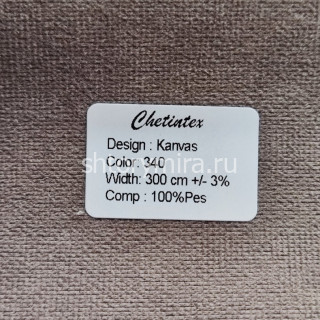 Chetintex
Design : Kanvas
Color: 340
Width: 300 cm +/- 3%
Comp : 100%Pes